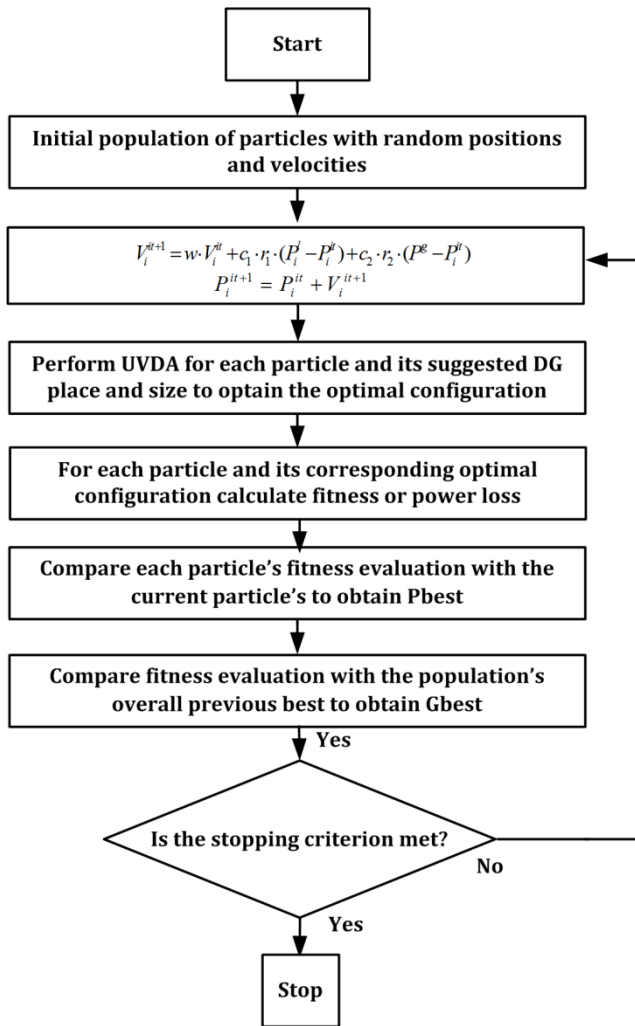 Start
Initial population of particles with random positions
and velocities
V_i^{it+1} = w·V_i^{it} + c_1·r_1·(P_i^l − P_i^{it}) + c_2·r_2·(P^g − P_i^{it})
P_i^{it+1} = P_i^{it} + V_i^{it+1}
Perform UVDA for each particle and its suggested DG
place and size to optain the optimal configuration
For each particle and its corresponding optimal
configuration calculate fitness or power loss
Compare each particle’s fitness evaluation with the
current particle’s to obtain Pbest
Compare fitness evaluation with the population’s
overall previous best to obtain Gbest
Yes
Is the stopping criterion met?
No
Yes
Stop